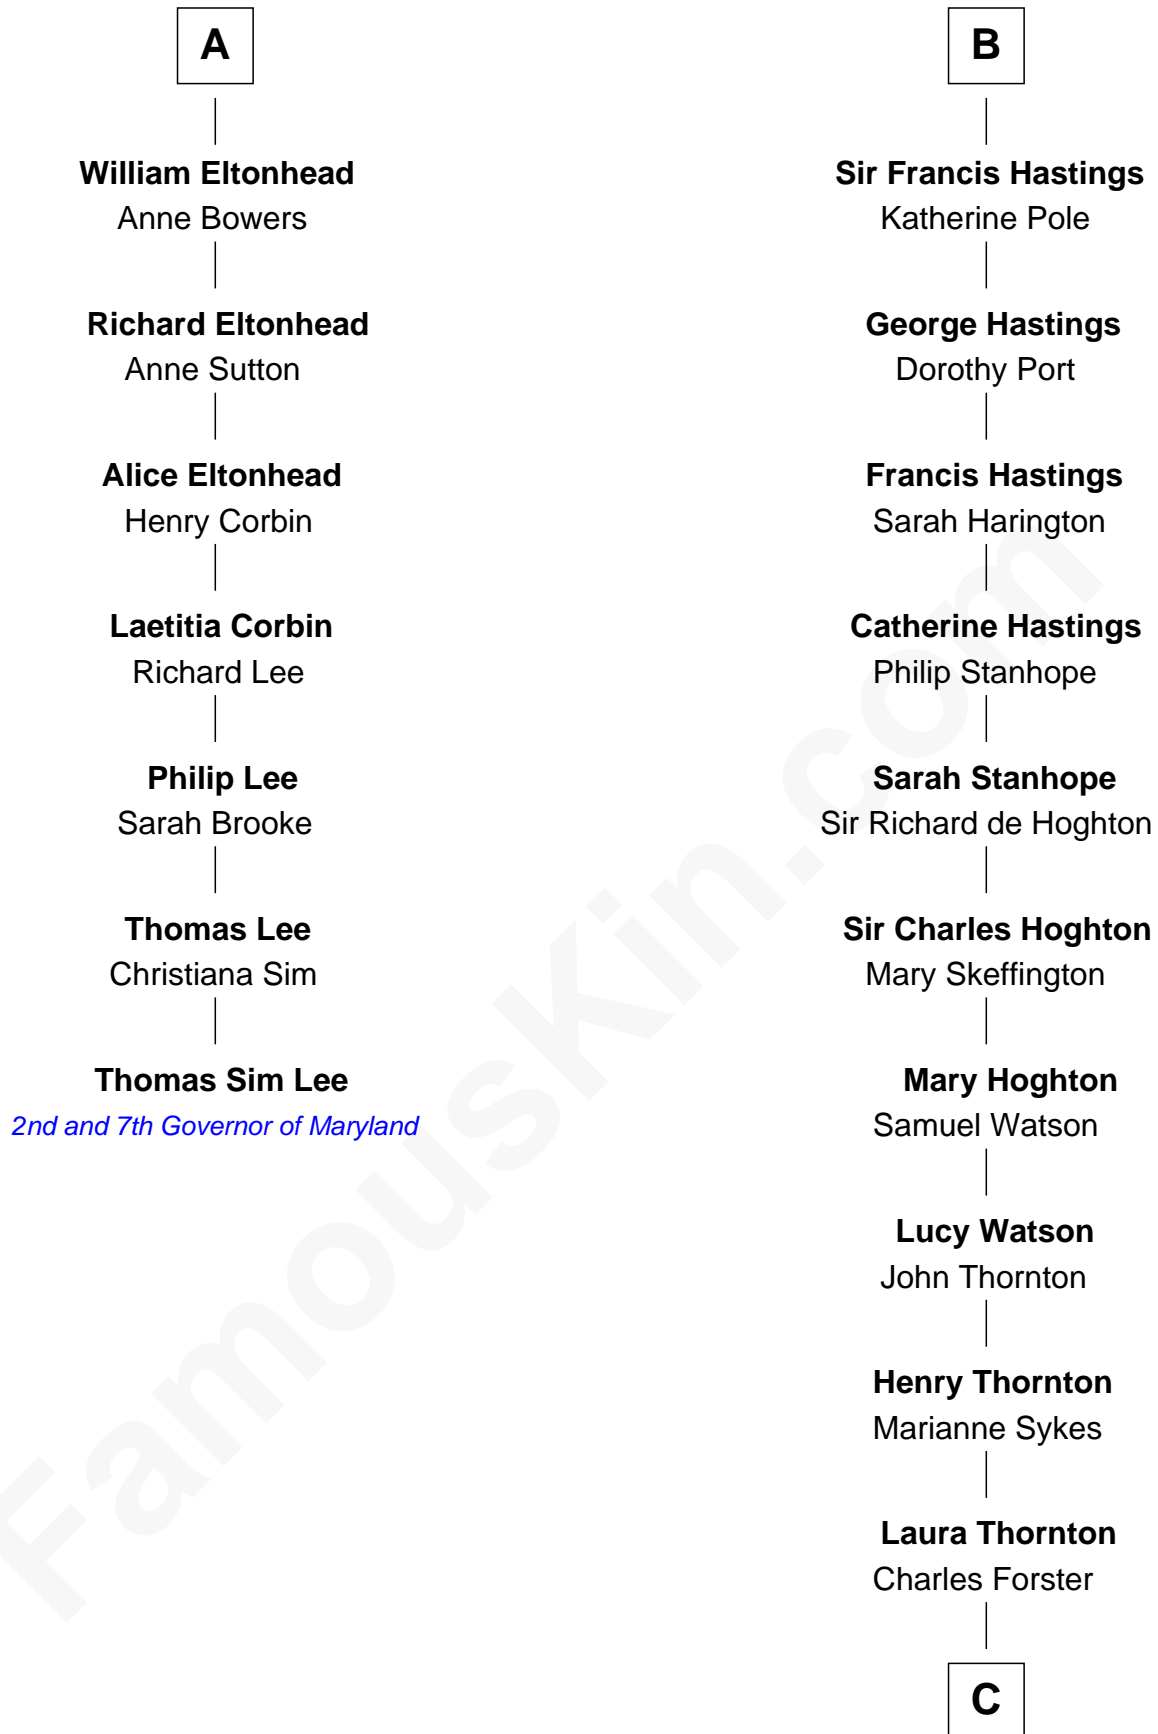 A
William Eltonhead
Anne Bowers
Richard Eltonhead
Anne Sutton
Alice Eltonhead
Henry Corbin
Laetitia Corbin
Richard Lee
Philip Lee
Sarah Brooke
Thomas Lee
Christiana Sim
Thomas Sim Lee
2nd and 7th Governor of Maryland
B
Sir Francis Hastings
Katherine Pole
George Hastings
Dorothy Port
Francis Hastings
Sarah Harington
Catherine Hastings
Philip Stanhope
Sarah Stanhope
Sir Richard de Hoghton
Sir Charles Hoghton
Mary Skeffington
Mary Hoghton
Samuel Watson
Lucy Watson
John Thornton
Henry Thornton
Marianne Sykes
Laura Thornton
Charles Forster
C
FamousKin.com